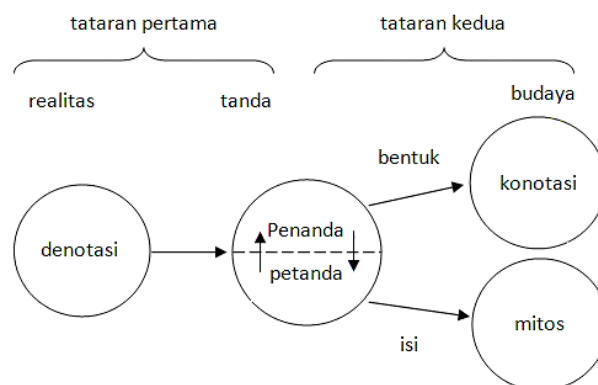 tataran pertama
tataran kedua
realitas
tanda
budaya
bentuk
konotasi
denotasi
Penanda
petanda
isi
mitos